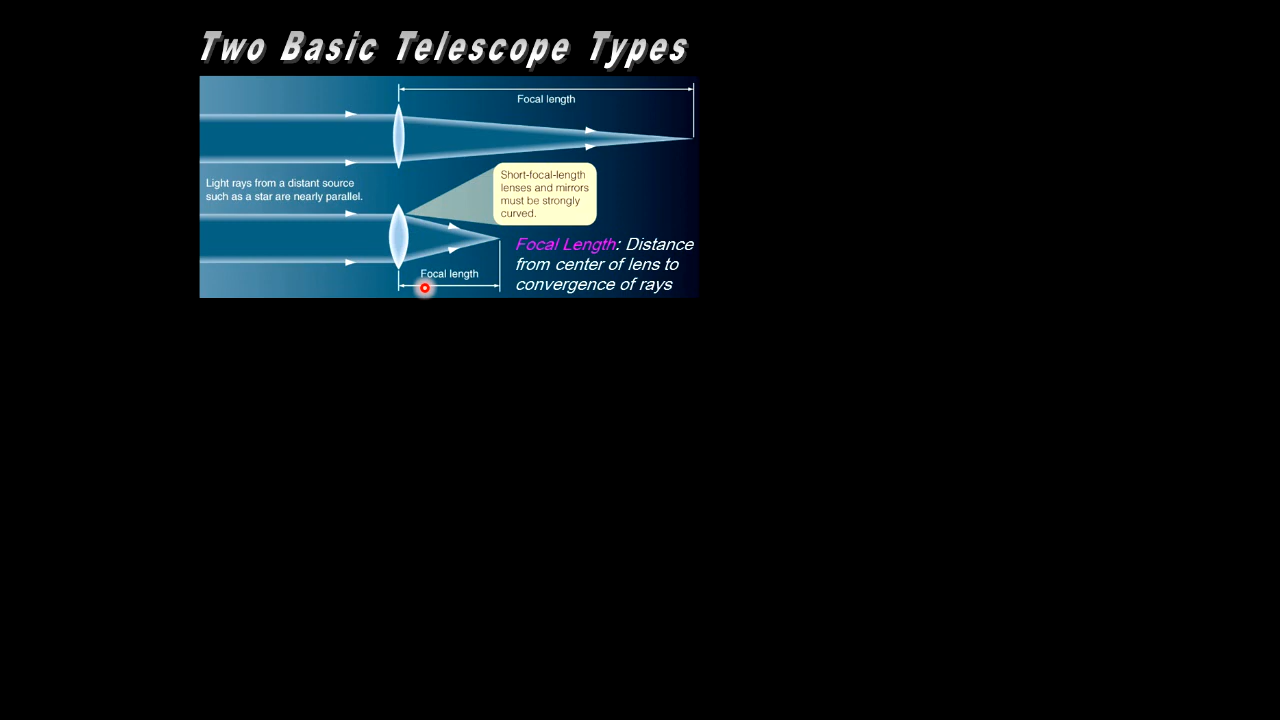 Two Basic Telescope Types
Focal length
Light rays from a distant source
such as a star are nearly parallel.
Short-focal-length
lenses and mirrors
must be strongly
curved.
Focal Length: Distance
from center of lens to
convergence of rays
Focal length